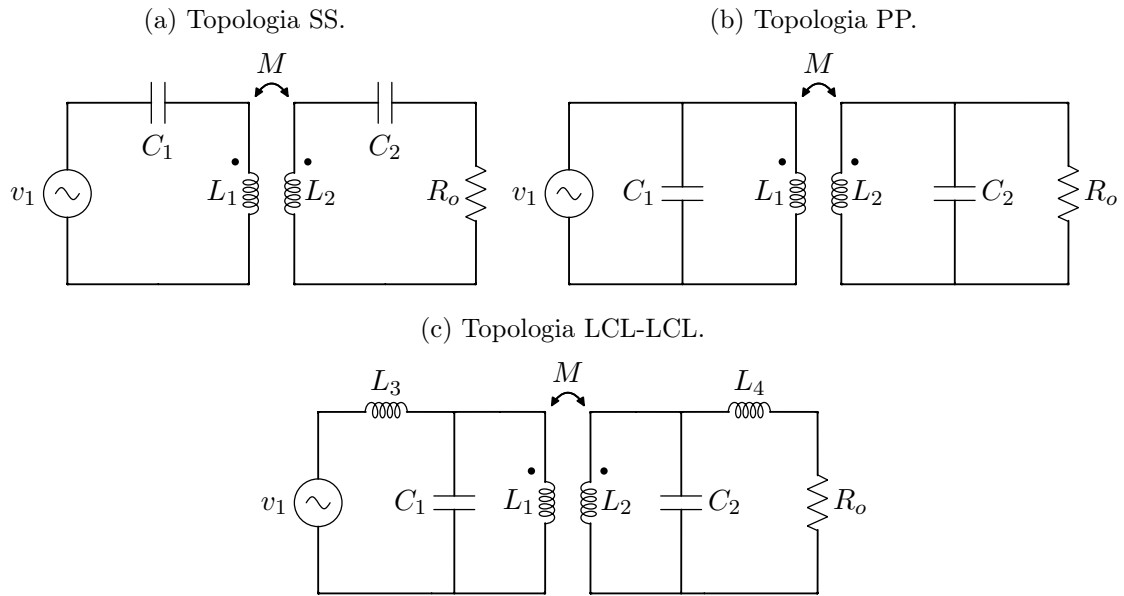 (a) Topologia SS.
(b) Topologia PP.
M
C₁
C₂
v₁
L₁
L₂
Rₒ
M
v₁
C₁
L₁
L₂
C₂
Rₒ
(c) Topologia LCL-LCL.
L₃
M
L₄
v₁
C₁
L₁
L₂
C₂
Rₒ